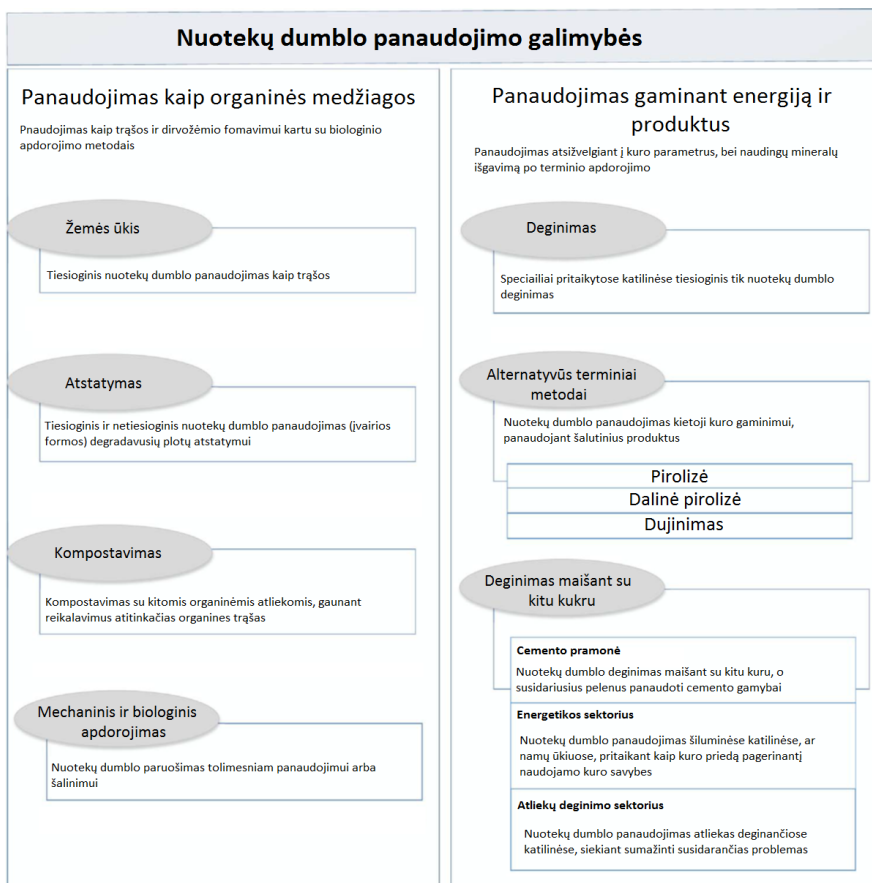 Nuotekų dumblo panaudojimo galimybės
Panaudojimas kaip organinės medžiagos
Pnaudojimas kaip trąšos ir dirvožėmio fomavimui kartu su biologinio
apdorojimo metodais
Žemės ūkis
Tiesioginis nuotekų dumblo panaudojimas kaip trąšos
Atstatymas
Tiesioginis ir netiesioginis nuotekų dumblo panaudojimas (įvairios
formos) degradavusių plotų atstatymui
Kompostavimas
Kompostavimas su kitomis organinėmis atliekomis, gaunant
reikalavimus atitinkačias organines trąšas
Mechaninis ir biologinis
apdorojimas
Nuotekų dumblo paruošimas tolimesniam panaudojimui arba
šalinimui
Panaudojimas gaminant energiją ir
produktus
Panaudojimas atsižvelgiant į kuro parametrus, bei naudingų mineralų
išgavimą po terminio apdorojimo
Deginimas
Speciailiai pritaikytose katilinėse tiesioginis tik nuotekų dumblo
deginimas
Alternatyvūs terminiai
metodai
Nuotekų dumblo panaudojimas kietoji kuro gaminimui,
panaudojant šalutinius produktus
Pirolizė
Dalinė pirolizė
Dujinimas
Deginimas maišant su
kitu kukru
Cemento pramonė
Nuotekų dumblo deginimas maišant su kitu kuru, o
susidariusius pelenus panaudoti cemento gamybai
Energetikos sektorius
Nuotekų dumblo panaudojimas šiluminėse katilinėse, ar
namų ūkiuose, pritaikant kaip kuro priedą pagerinantį
naudojamo kuro savybes
Atliekų deginimo sektorius
Nuotekų dumblo panaudojimas atliekas deginančiose
katilinėse, siekiant sumažinti susidarančias problemas